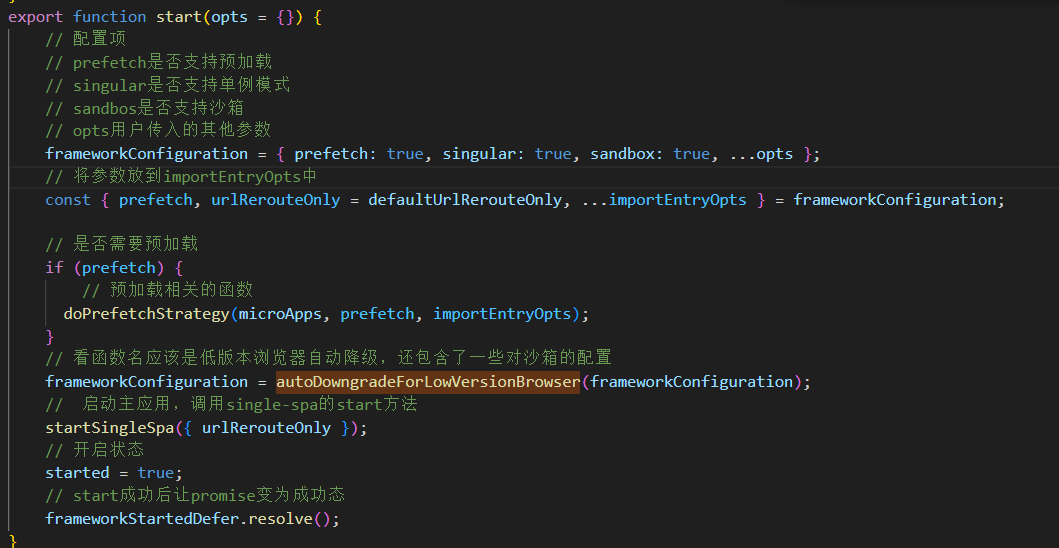 export function start(opts = {}) {
// 配置项
// prefetch是否支持预加载
// singular是否支持单例模式
// sandbos是否支持沙箱
// opts用户传入的其他参数
frameworkConfiguration = { prefetch: true, singular: true, sandbox: true, ...opts };
// 将参数放到importEntryOpts中
const { prefetch, urlRerouteOnly = defaultUrlRerouteOnly, ...importEntryOpts } = frameworkConfiguration;
// 是否需要预加载
if (prefetch) {
// 预加载相关的函数
doPrefetchStrategy(microApps, prefetch, importEntryOpts);
}
// 看函数名应该是低版本浏览器自动降级，还包含了一些对沙箱的配置
frameworkConfiguration = autoDowngradeForLowVersionBrowser(frameworkConfiguration);
//  启动主应用，调用single-spa的start方法
startSingleSpa({ urlRerouteOnly });
// 开启状态
started = true;
// start成功后让promise变为成功态
frameworkStartedDefer.resolve();
}